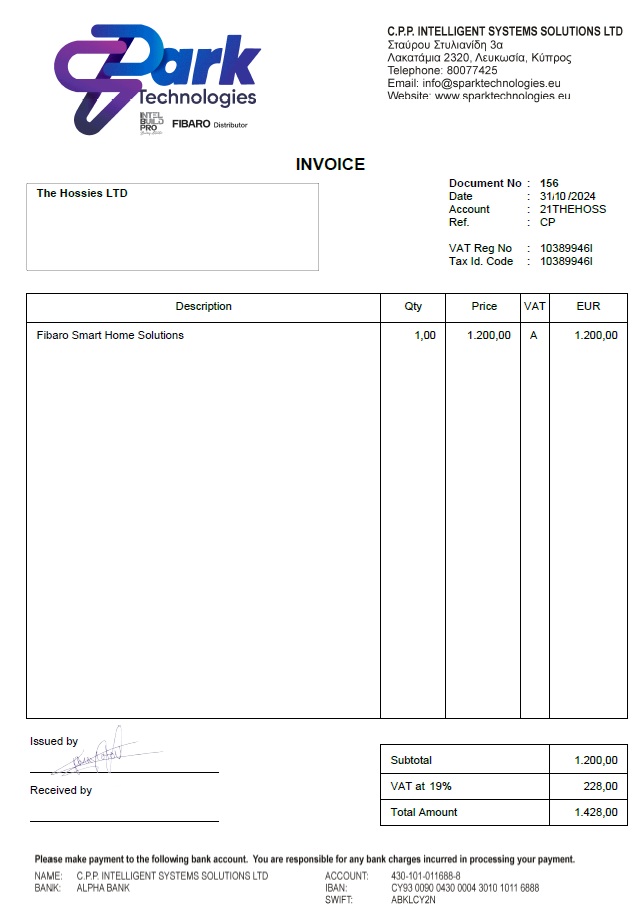 Spark
Technologies
INTEL
BUILD
PRO
FIBARO Distributor
C.P.P. INTELLIGENT SYSTEMS SOLUTIONS LTD
Σταύρου Στυλιανίδη 3α
Λακατάμια 2320, Λευκωσία, Κύπρος
Telephone: 80077425
Email: info@sparktechnologies.eu
Website: www.sparktechnologies.eu
INVOICE
The Hossies LTD
Document No : 156
Date : 31/10/2024
Account : 21THEHOSS
Ref. : CP
VAT Reg No : 10389946I
Tax Id. Code : 10389946I
Description Qty Price VAT EUR
Fibaro Smart Home Solutions 1,00 1.200,00 A 1.200,00
Issued by
Received by
Subtotal 1.200,00
VAT at 19% 228,00
Total Amount 1.428,00
Please make payment to the following bank account. You are responsible for any bank charges incurred in processing your payment.
NAME: C.P.P. INTELLIGENT SYSTEMS SOLUTIONS LTD ACCOUNT: 430-101-011688-8
BANK: ALPHA BANK IBAN: CY93 0090 0430 0004 3010 1011 6888
SWIFT: ABKLCY2N